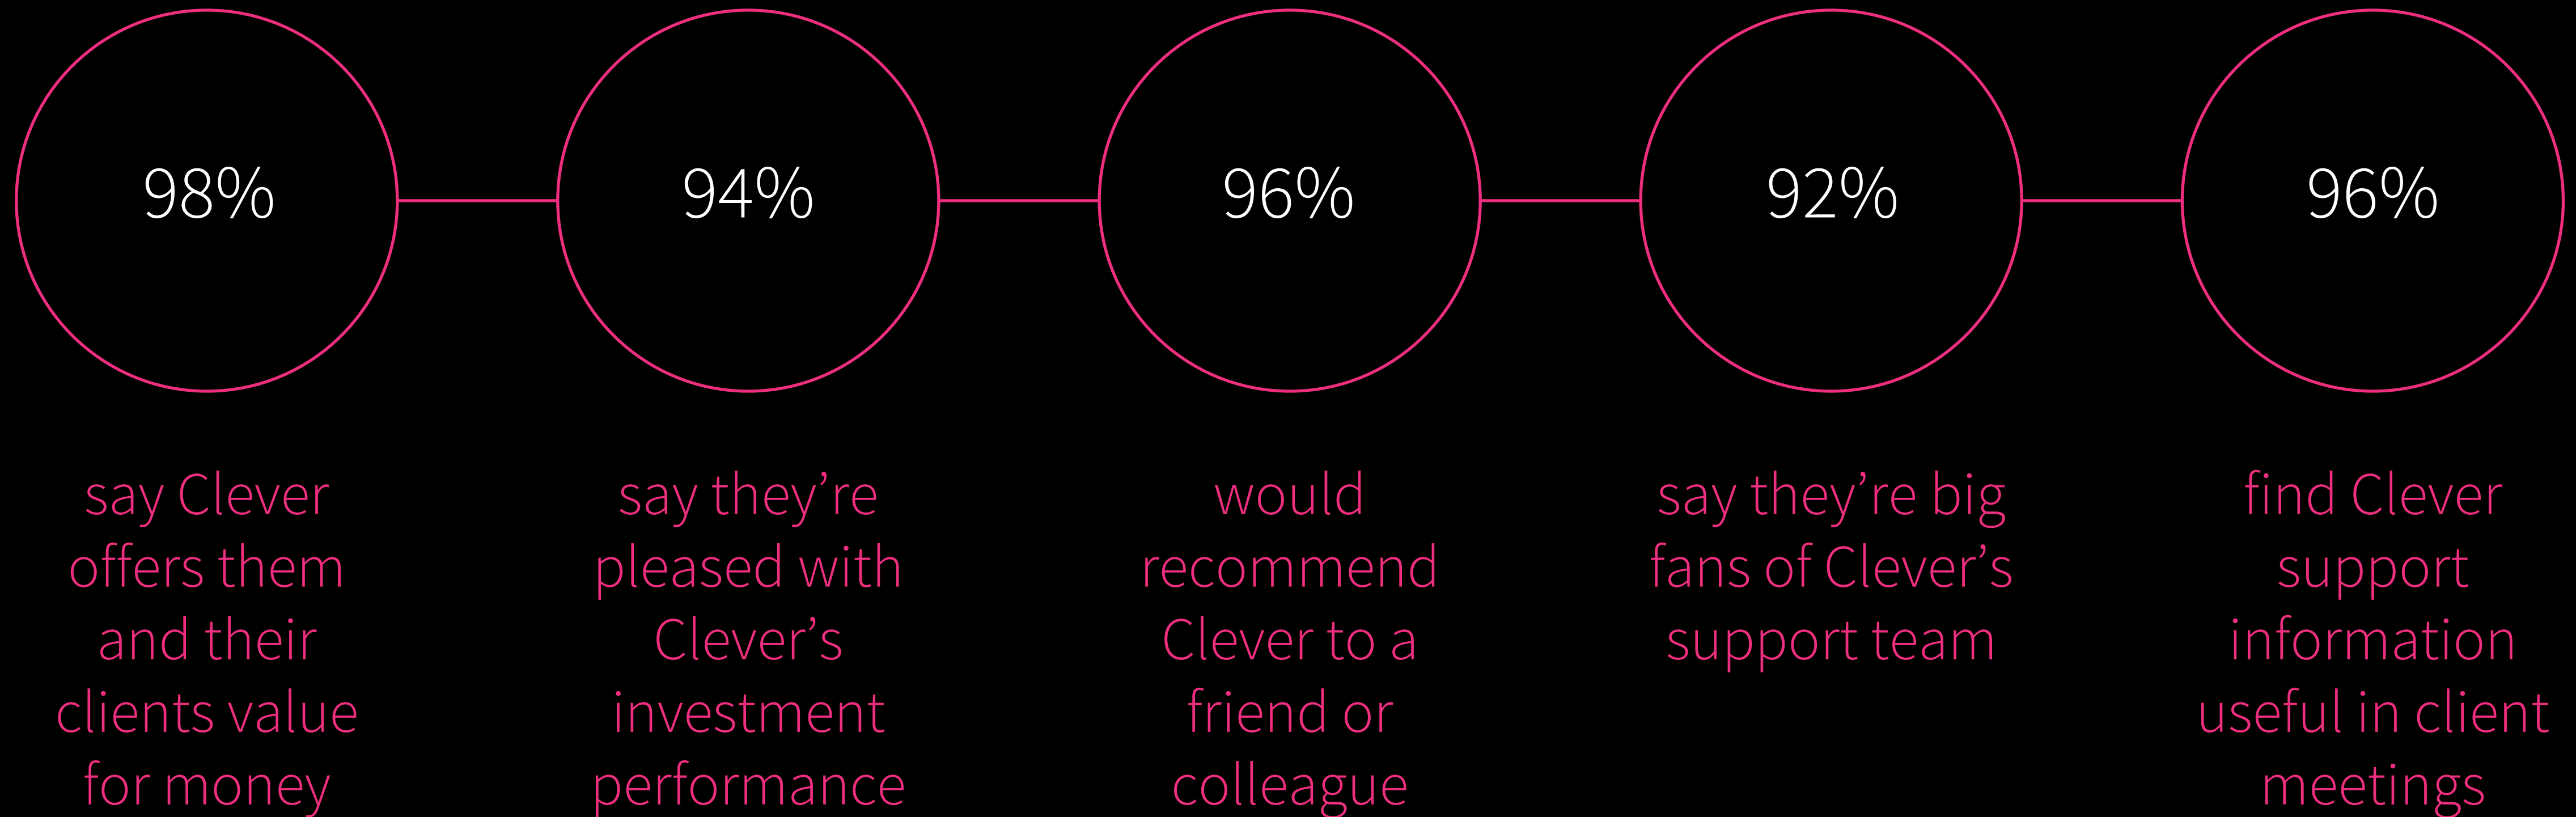 98%
94%
96%
92%
96%
say Clever
offers them
and their
clients value
for money
say they’re
pleased with
Clever’s
investment
performance
would
recommend
Clever to a
friend or
colleague
say they’re big
fans of Clever’s
support team
find Clever
support
information
useful in client
meetings